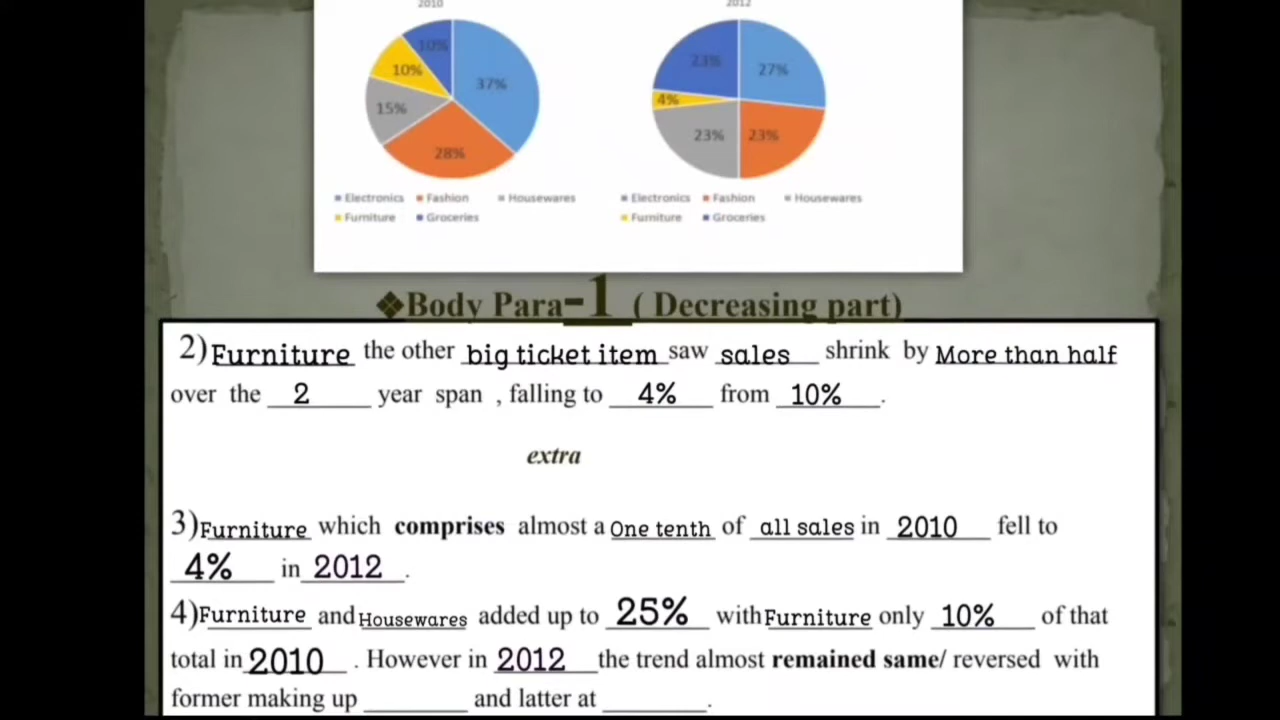 2010 2012
10% 23% 27%
10% 37% 4%
15% 23% 23%
28%
Electronics Fashion Housewares Electronics Fashion Housewares
Furniture Groceries Furniture Groceries
❖Body Para-1 ( Decreasing part)
2) Furniture the other big ticket item saw sales shrink by More than half
over the 2 year span , falling to 4% from 10%.
extra
3) Furniture which comprises almost a One tenth of all sales in 2010 fell to
4% in 2012.
4) Furniture and Housewares added up to 25% with Furniture only 10% of that
total in 2010 . However in 2012 the trend almost remained same/ reversed with
former making up ________ and latter at ________.